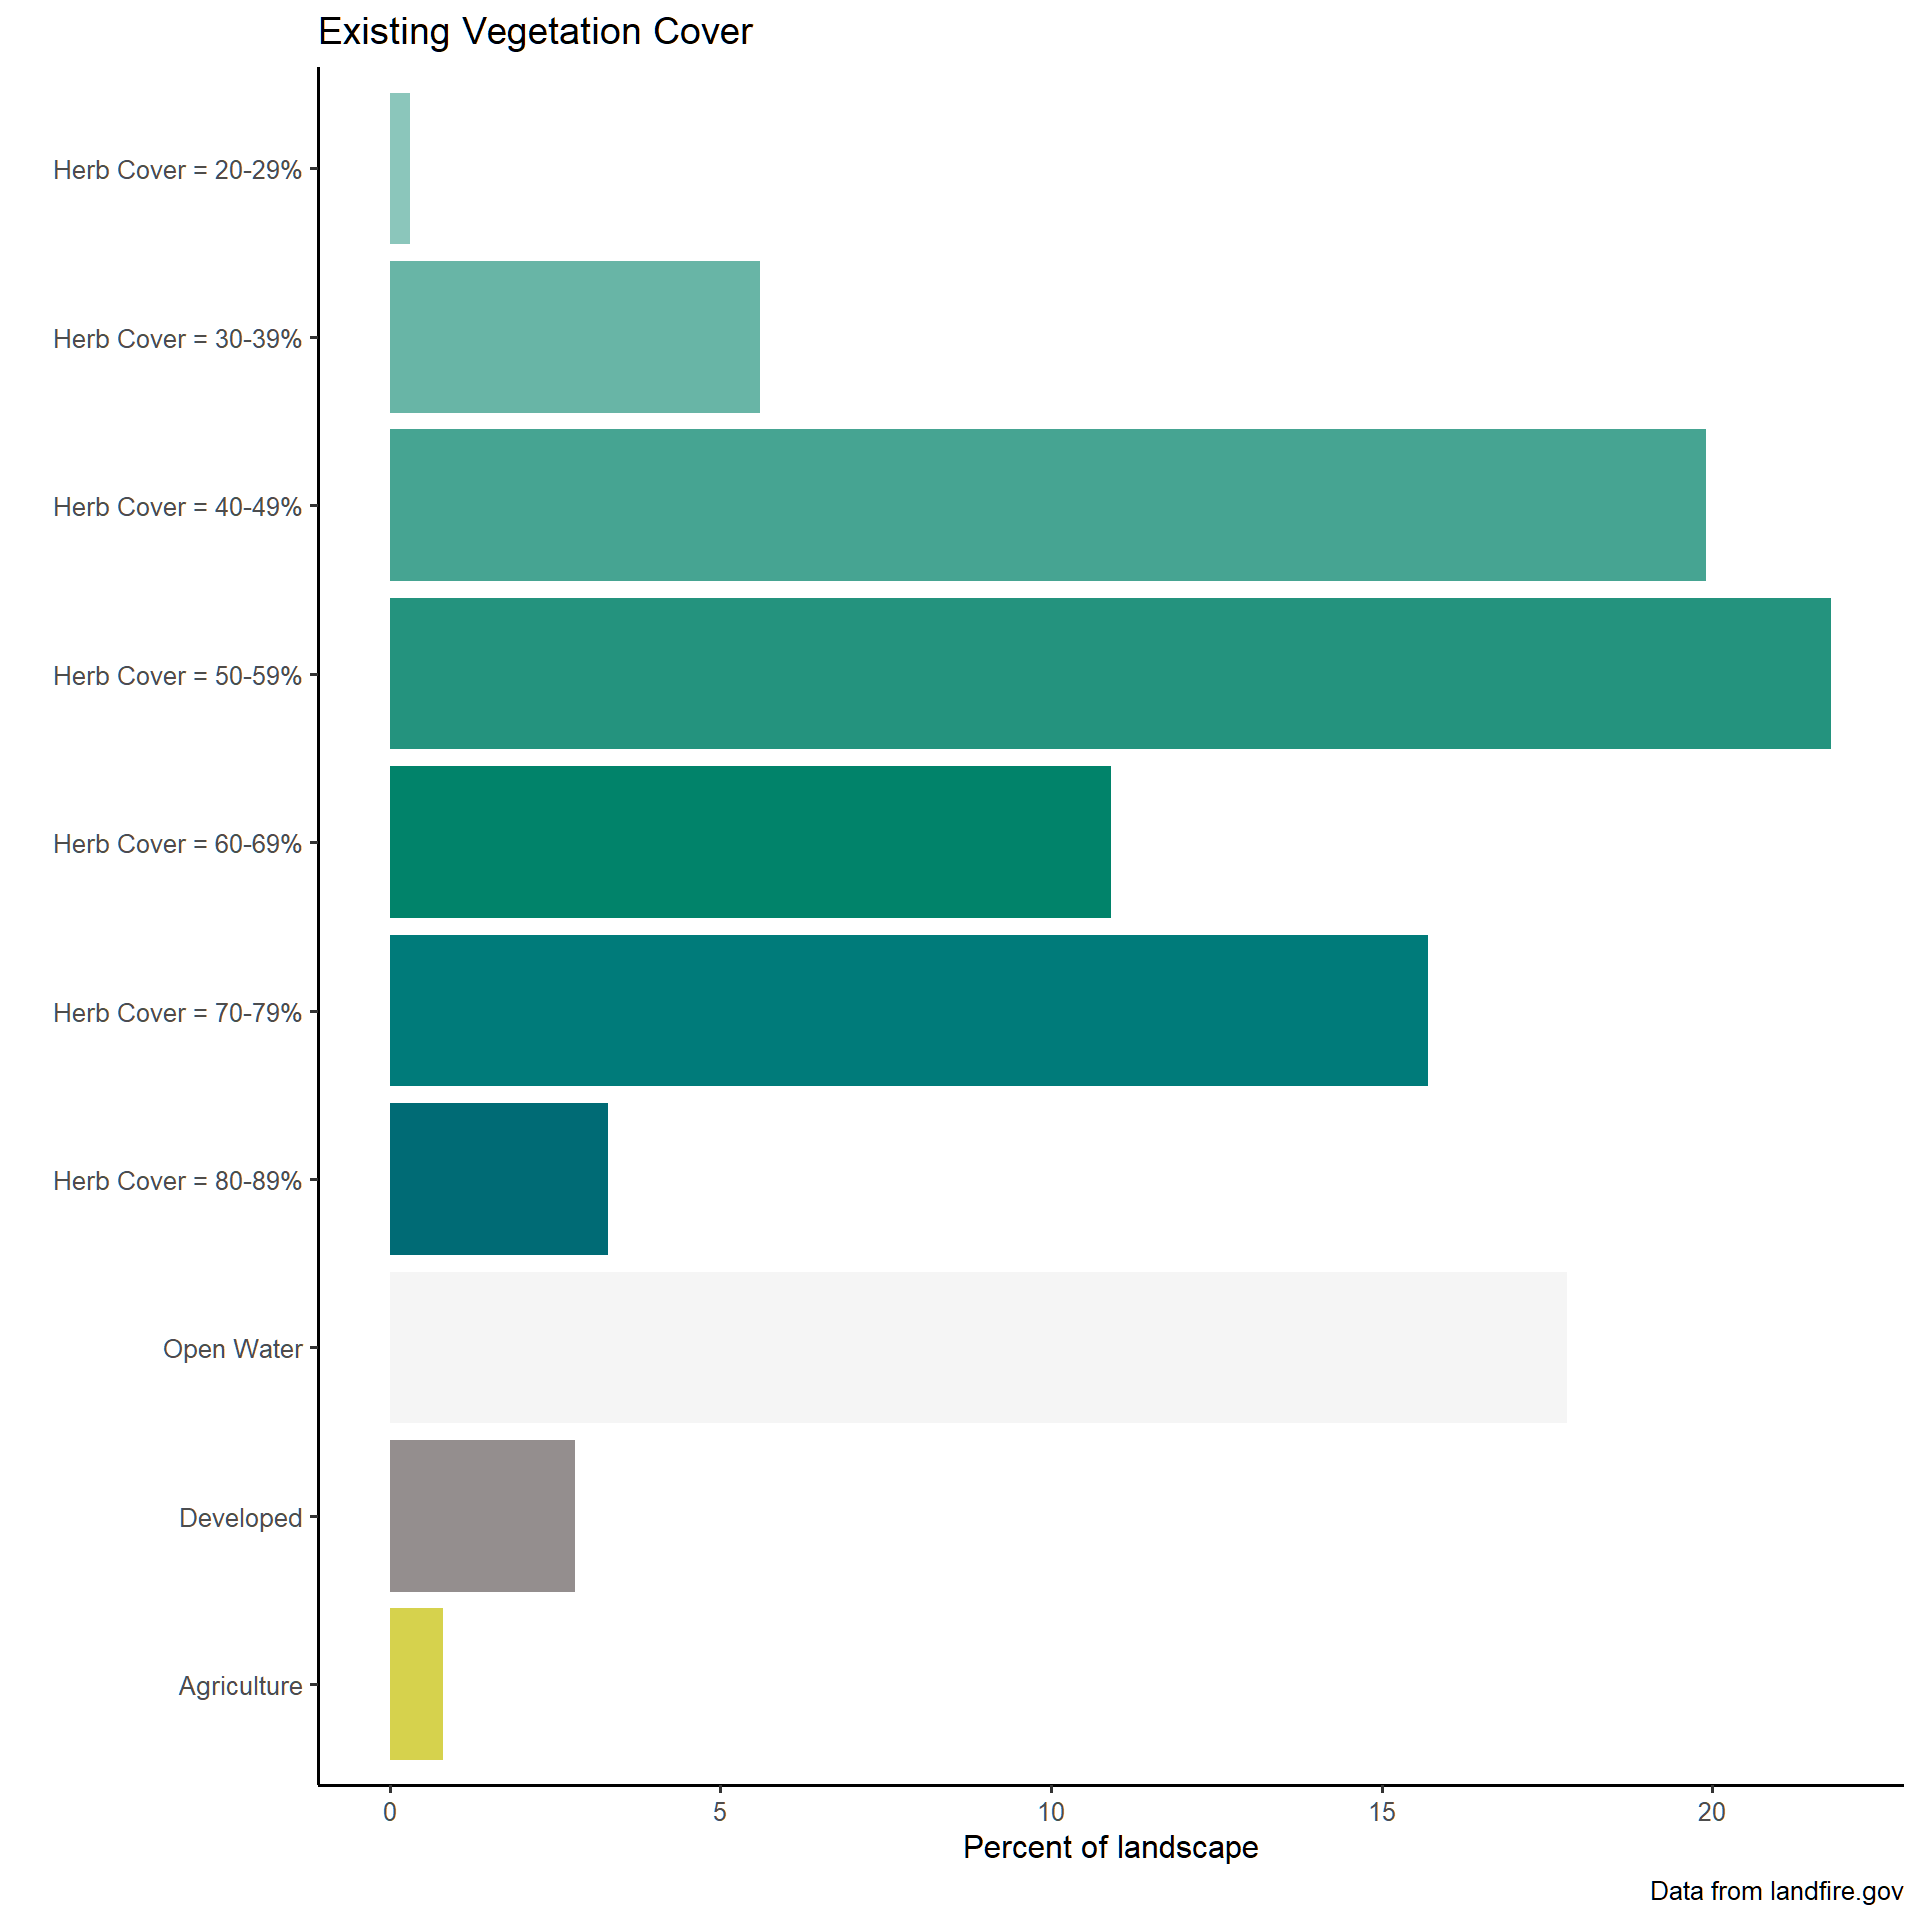 Existing Vegetation Cover
Herb Cover = 20-29%
Herb Cover = 30-39%
Herb Cover = 40-49%
Herb Cover = 50-59%
Herb Cover = 60-69%
Herb Cover = 70-79%
Herb Cover = 80-89%
Open Water
Developed
Agriculture
0 5 10 15 20
Percent of landscape
Data from landfire.gov